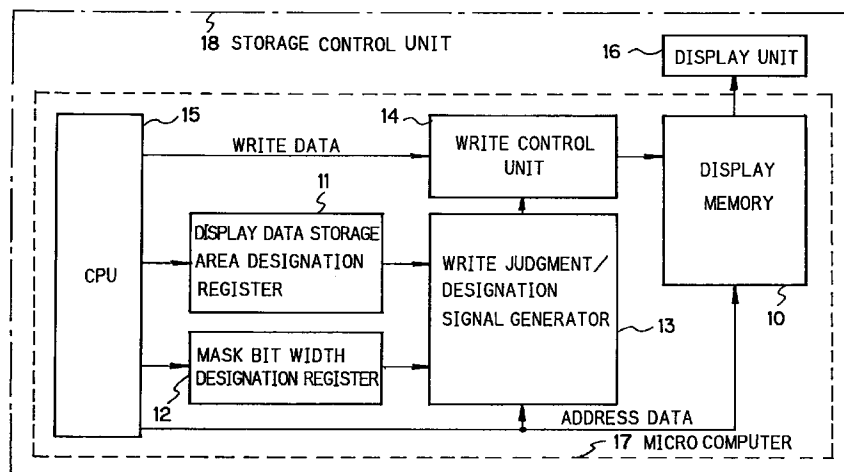 18 STORAGE CONTROL UNIT
16
DISPLAY UNIT
15
14
WRITE DATA
WRITE CONTROL
UNIT
DISPLAY
MEMORY
11
DISPLAY DATA STORAGE
AREA DESIGNATION
REGISTER
CPU
WRITE JUDGMENT/
DESIGNATION
SIGNAL GENERATOR
13
10
MASK BIT WIDTH
DESIGNATION REGISTER
12
ADDRESS DATA
17 MICRO COMPUTER